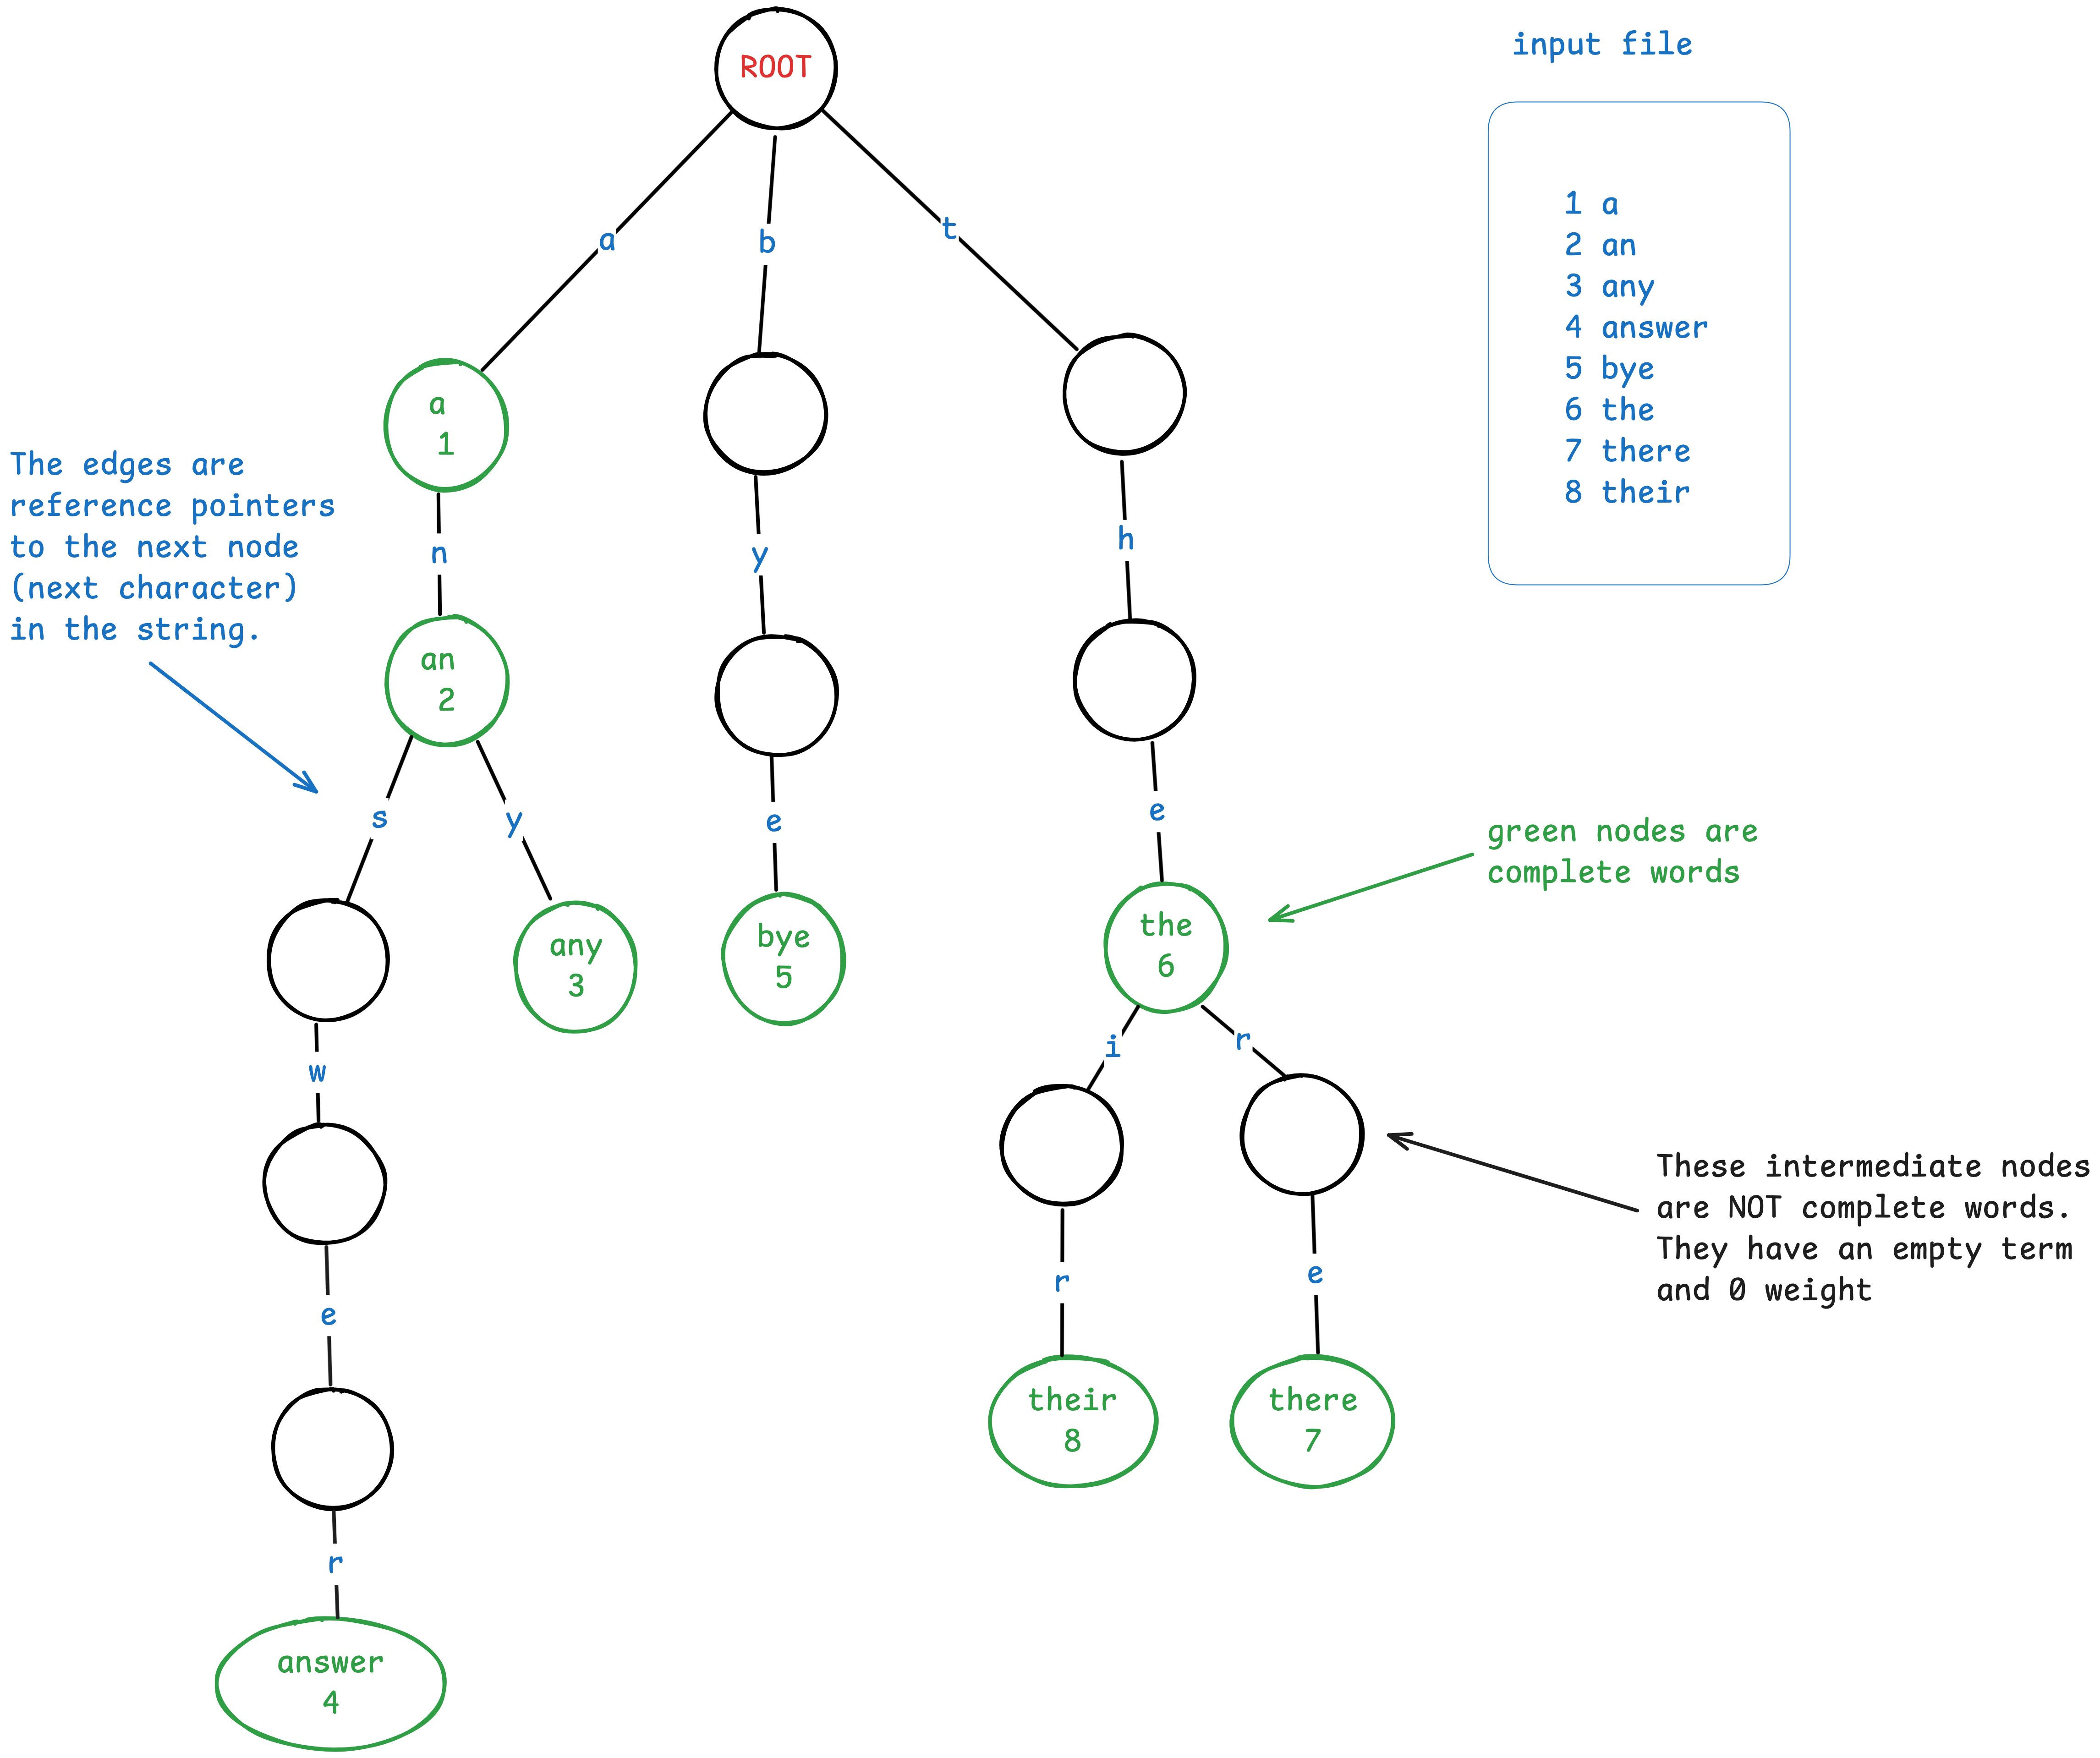 ROOT
input file
1 a
2 an
3 any
4 answer
5 bye
6 the
7 there
8 their
a
b
t
a
1
The edges are
reference pointers
to the next node
(next character)
in the string.
n
y
h
an
2
s
y
e
e
green nodes are
complete words
any
3
bye
5
the
6
w
i
r
These intermediate nodes
are NOT complete words.
They have an empty term
and 0 weight
e
r
e
their
8
there
7
r
answer
4